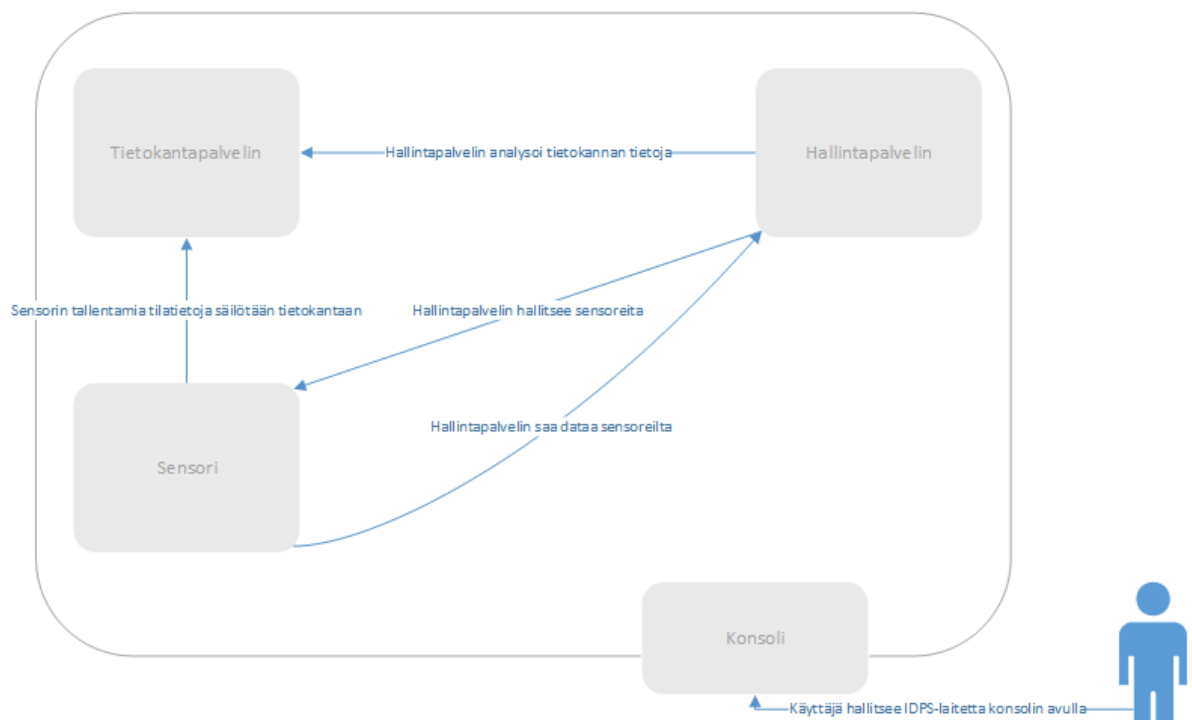 Tietokantapalvelin
Hallintapalvelin analysoi tietokannan tietoja
Hallintapalvelin
Sensorin tallentamia tilatietoja säilötään tietokantaan
Hallintapalvelin hallitsee sensoreita
Hallintapalvelin saa dataa sensoreilta
Sensori
Konsoli
Käyttäjä hallitsee IDPS-laitetta konsolin avulla